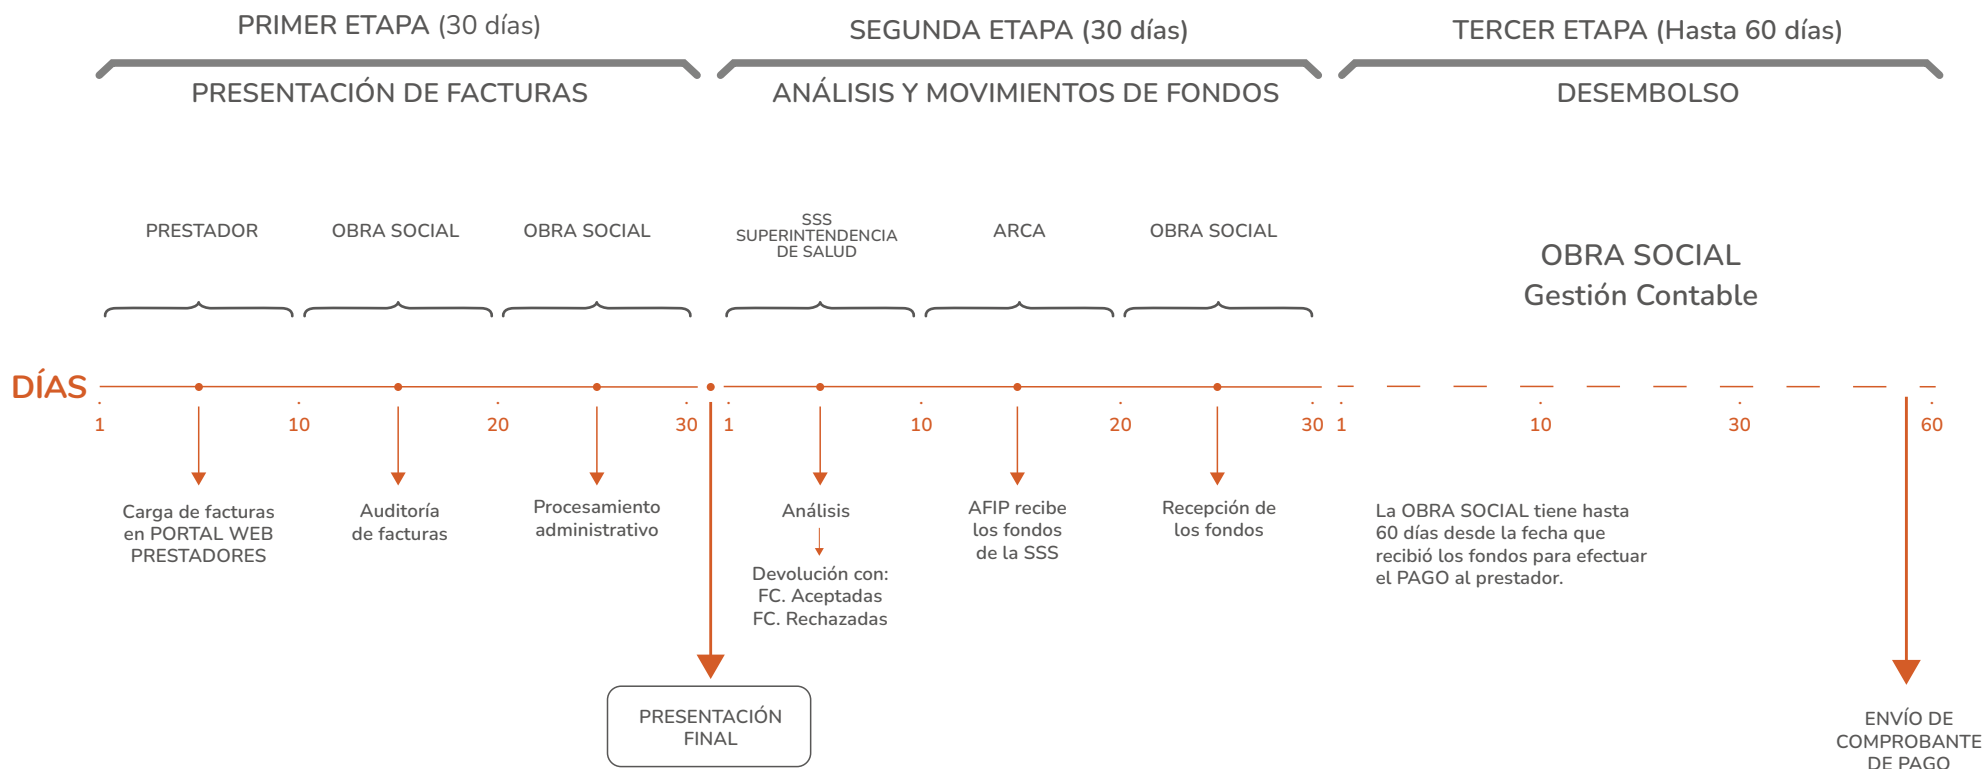 PRIMER ETAPA (30 días)
PRESENTACIÓN DE FACTURAS
SEGUNDA ETAPA (30 días)
ANÁLISIS Y MOVIMIENTOS DE FONDOS
TERCER ETAPA (Hasta 60 días)
DESEMBOLSO
PRESTADOR
OBRA SOCIAL
OBRA SOCIAL
SSS
SUPERINTENDENCIA
DE SALUD
ARCA
OBRA SOCIAL
OBRA SOCIAL
Gestión Contable
DÍAS
1
10
20
30
1
10
20
30
1
10
30
60
Carga de facturas
en PORTAL WEB
PRESTADORES
Auditoría
de facturas
Procesamiento
administrativo
PRESENTACIÓN
FINAL
Análisis
Devolución con:
FC. Aceptadas
FC. Rechazadas
AFIP recibe
los fondos
de la SSS
Recepción de
los fondos
La OBRA SOCIAL tiene hasta
60 días desde la fecha que
recibió los fondos para efectuar
el PAGO al prestador.
ENVÍO DE
COMPROBANTE
DE PAGO